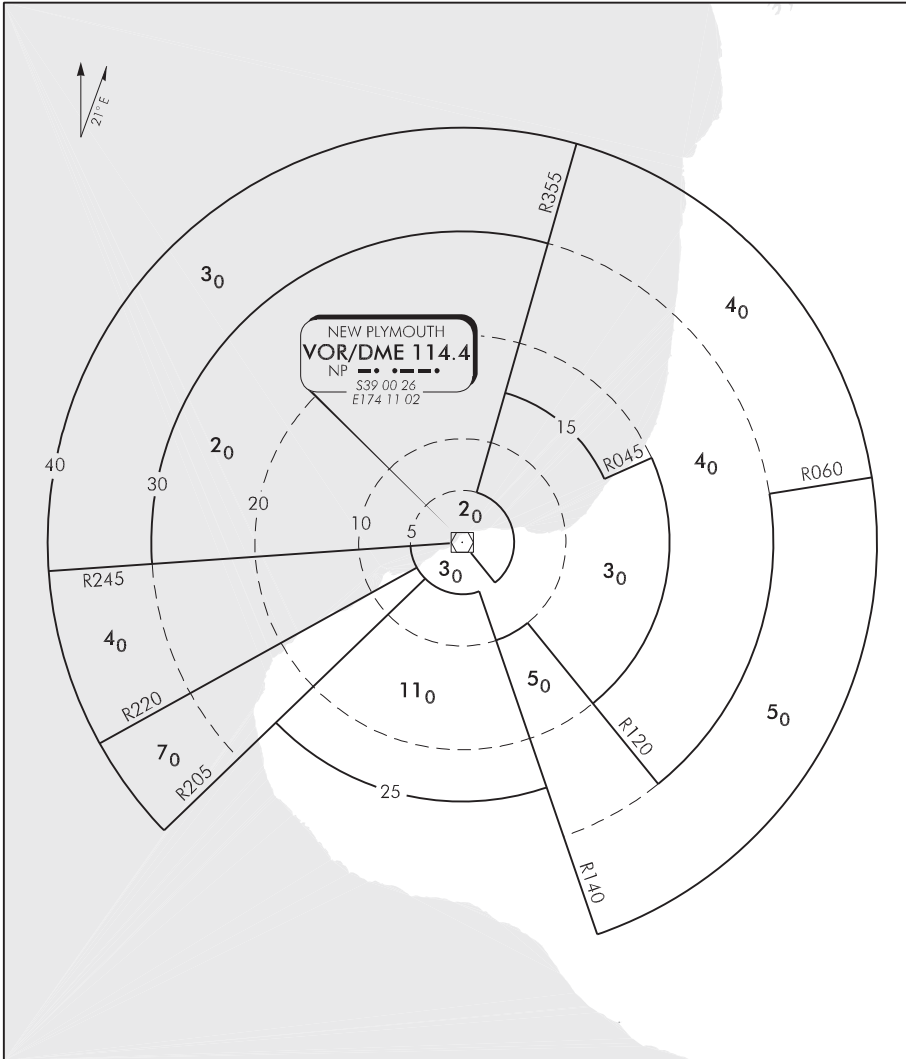 21° E
R355
3₀
4₀
NEW PLYMOUTH
VOR/DME 114.4
NP
S39 00 26
E174 11 02
15
2₀
4₀
R045
R060
40
30
20
10
5
2₀
3₀
3₀
R245
4₀
R220
11₀
5₀
5₀
7₀
R205
R120
25
R140